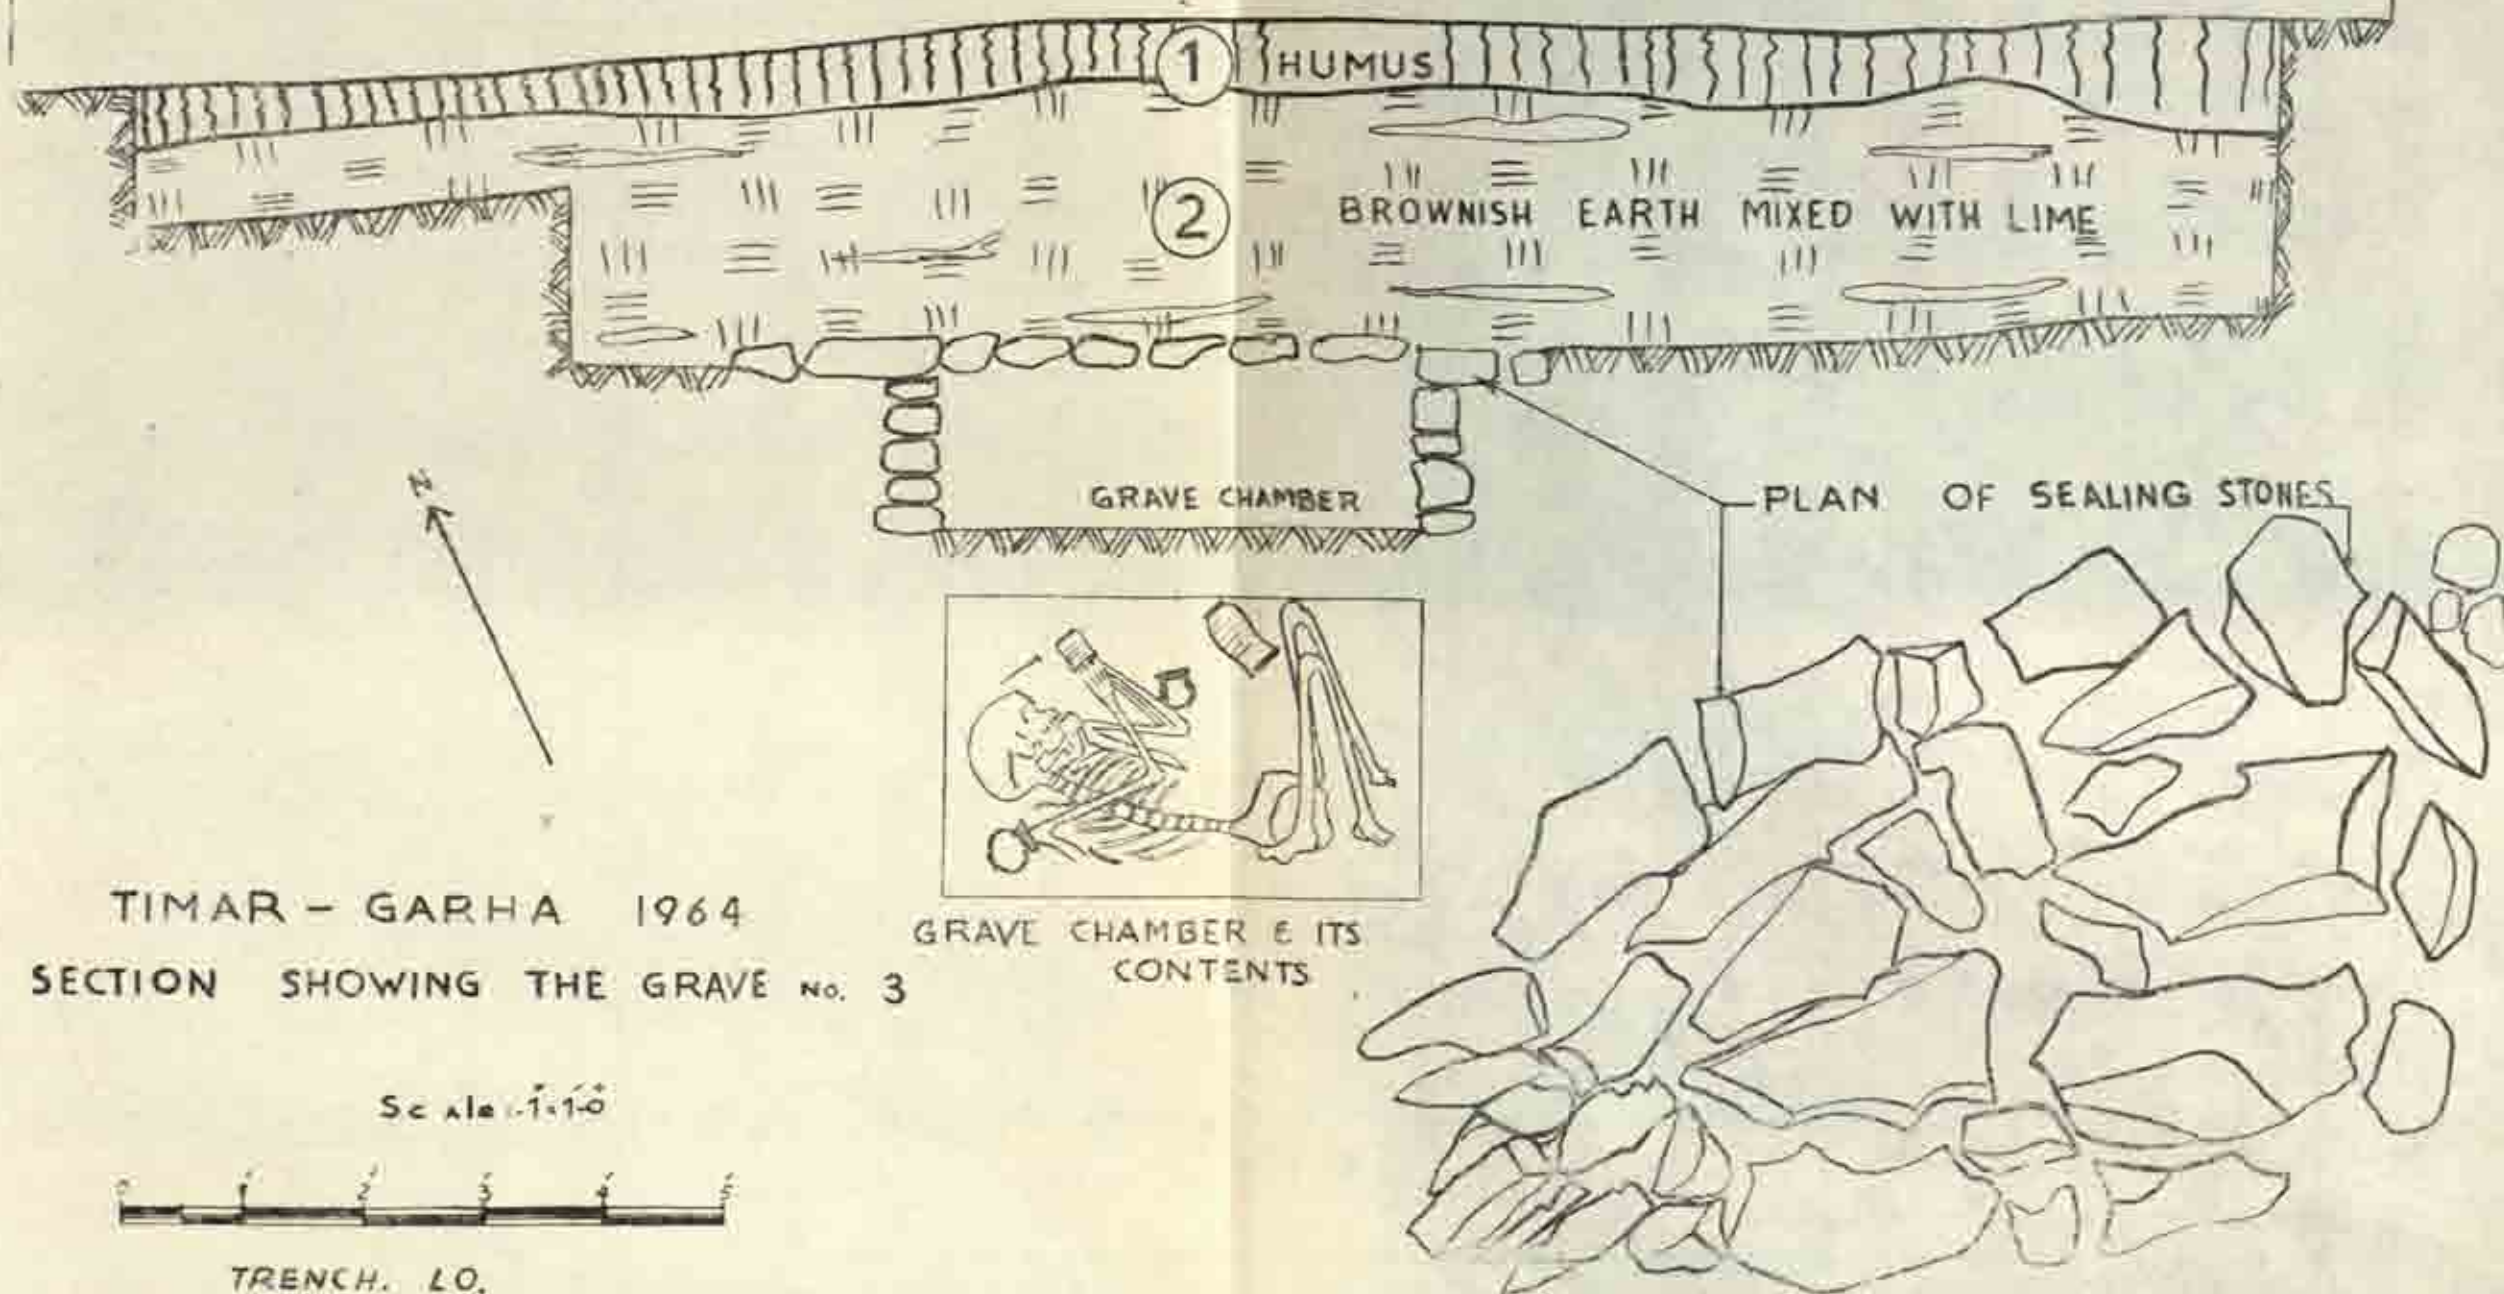 1 HUMUS
2 BROWNISH EARTH MIXED WITH LIME
GRAVE CHAMBER
PLAN OF SEALING STONES
N
GRAVE CHAMBER & ITS
CONTENTS
TIMAR - GARHA 1964
SECTION SHOWING THE GRAVE No. 3
Scale
0 1 2 3 4 5
TRENCH. LO.